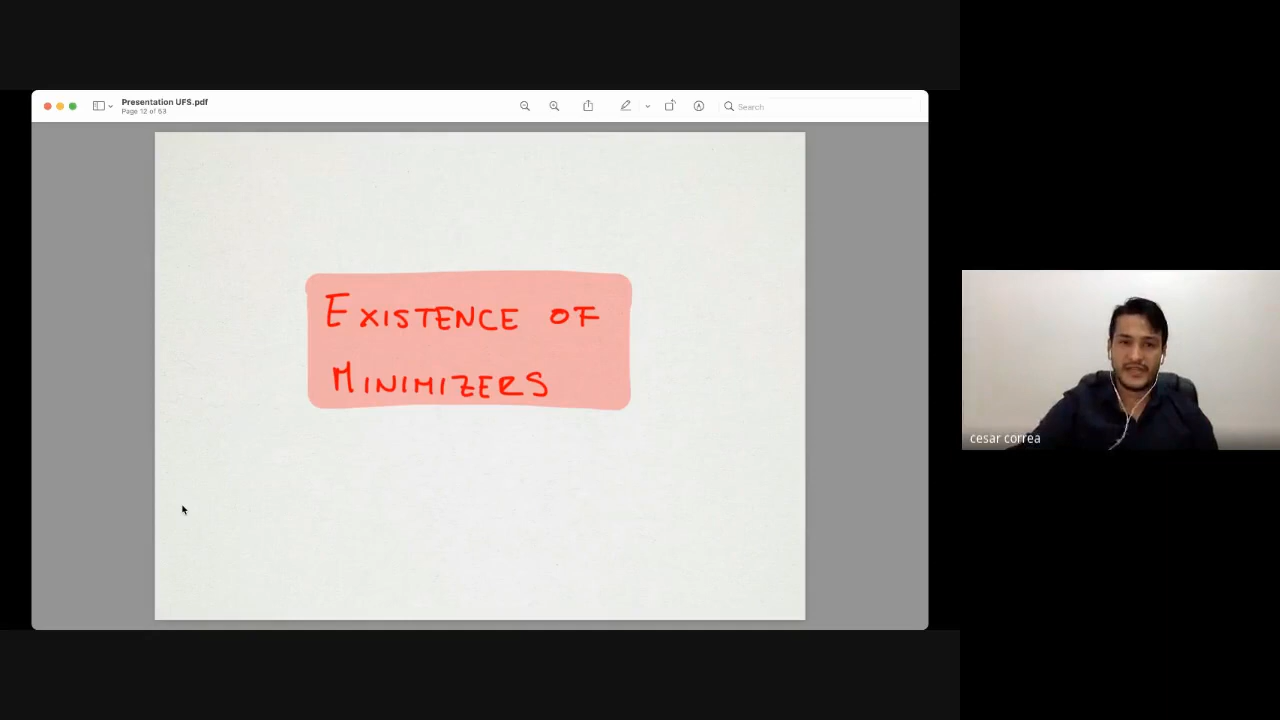 Presentation UFS.pdf
Page 12 of 53
Search
EXISTENCE OF
MINIMIZERS
cesar correa